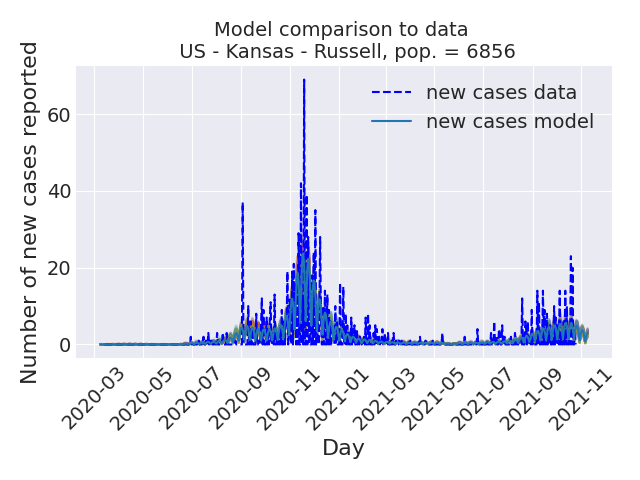 Model comparison to data
US - Kansas - Russell, pop. = 6856
Number of new cases reported
60
40
20
0
new cases data
new cases model
2020-03
2020-05
2020-07
2020-09
2020-11
2021-01
2021-03
2021-05
2021-07
2021-09
2021-11
Day